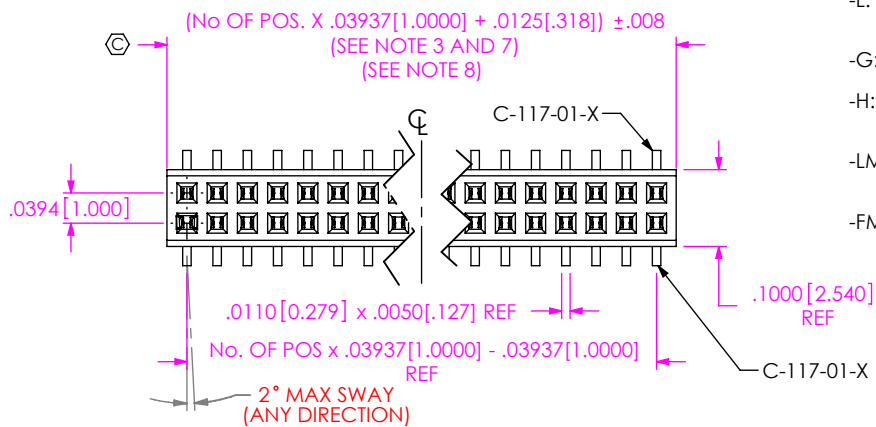 (No OF POS. X .03937[1.0000] + .0125[.318]) ±.008
(SEE NOTE 3 AND 7)
(SEE NOTE 8)
C
-L:
-G:
-H:
-LM
-FM
℄
C-117-01-X
.0394[1.000]
.0110[0.279] x .0050[.127] REF
.1000[2.540]
REF
No. OF POS x .03937[1.0000] - .03937[1.0000]
REF
C-117-01-X
2° MAX SWAY
(ANY DIRECTION)